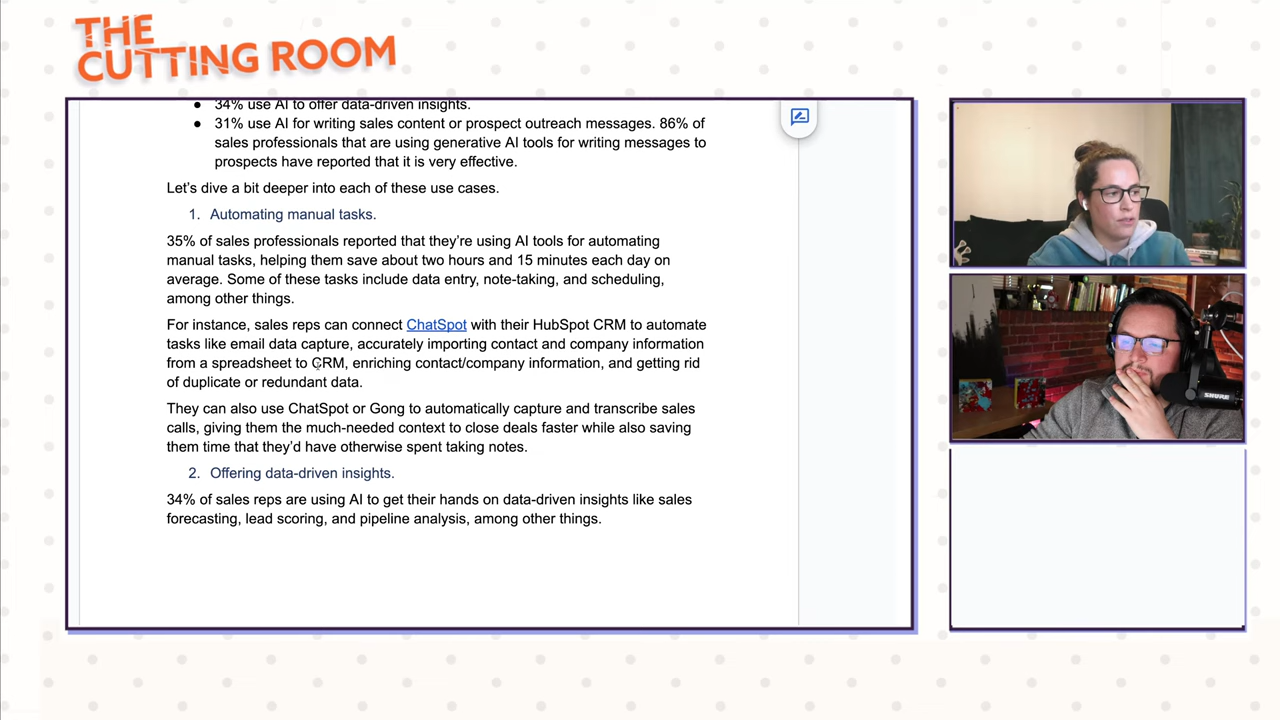 THE
CUTTING ROOM
• 34% use AI to offer data-driven insights.
• 31% use AI for writing sales content or prospect outreach messages. 86% of
sales professionals that are using generative AI tools for writing messages to
prospects have reported that it is very effective.
Let’s dive a bit deeper into each of these use cases.
1. Automating manual tasks.
35% of sales professionals reported that they’re using AI tools for automating
manual tasks, helping them save about two hours and 15 minutes each day on
average. Some of these tasks include data entry, note-taking, and scheduling,
among other things.
For instance, sales reps can connect ChatSpot with their HubSpot CRM to automate
tasks like email data capture, accurately importing contact and company information
from a spreadsheet to CRM, enriching contact/company information, and getting rid
of duplicate or redundant data.
They can also use ChatSpot or Gong to automatically capture and transcribe sales
calls, giving them the much-needed context to close deals faster while also saving
them time that they’d have otherwise spent taking notes.
2. Offering data-driven insights.
34% of sales reps are using AI to get their hands on data-driven insights like sales
forecasting, lead scoring, and pipeline analysis, among other things.
SHURE